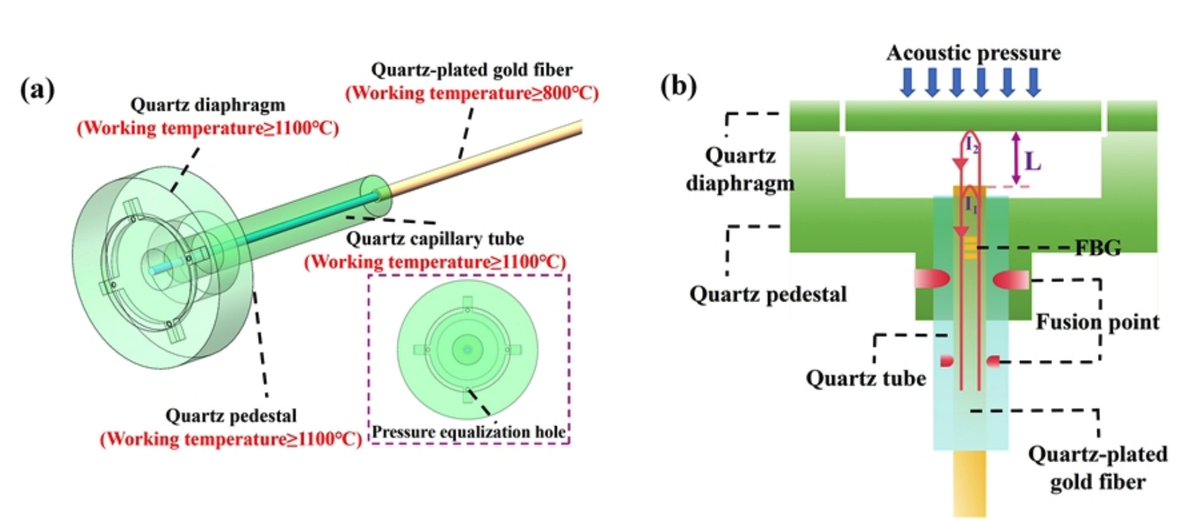 (a)
Quartz-plated gold fiber
(Working temperature≥800℃)
Quartz diaphragm
(Working temperature≥1100℃)
Quartz capillary tube
(Working temperature≥1100℃)
Quartz pedestal
(Working temperature≥1100℃)
Pressure equalization hole
(b)
Acoustic pressure
Quartz
diaphragm
I2
L
I1
FBG
Quartz pedestal
Fusion point
Quartz tube
Quartz-plated
gold fiber